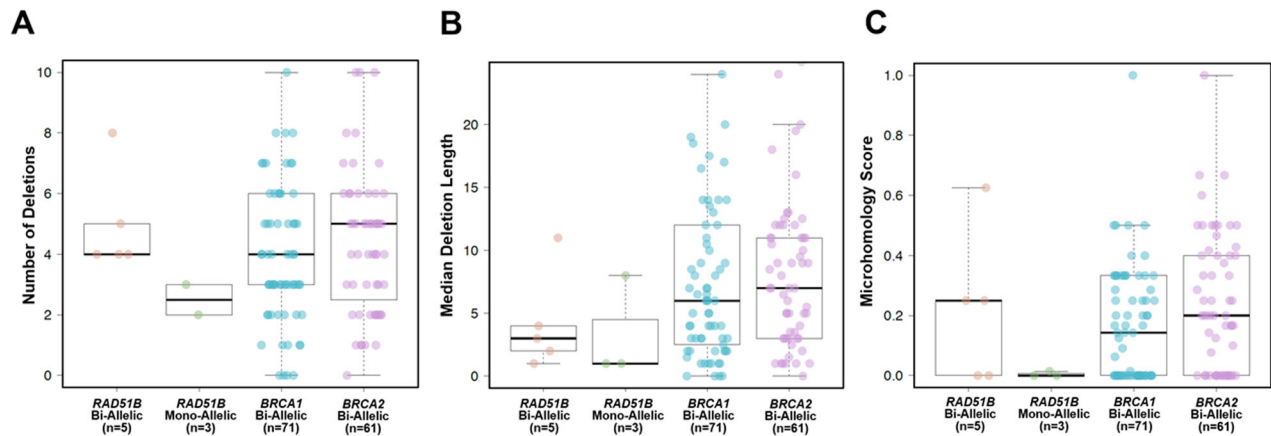 A
B
C
Number of Deletions
10
8
6
4
2
0
RAD51B
Bi-Allelic
(n=5)
RAD51B
Mono-Allelic
(n=3)
BRCA1
Bi-Allelic
(n=71)
BRCA2
Bi-Allelic
(n=61)
Median Deletion Length
20
15
10
5
0
RAD51B
Bi-Allelic
(n=5)
RAD51B
Mono-Allelic
(n=3)
BRCA1
Bi-Allelic
(n=71)
BRCA2
Bi-Allelic
(n=61)
Microhomology Score
1.0
0.8
0.6
0.4
0.2
0.0
RAD51B
Bi-Allelic
(n=5)
RAD51B
Mono-Allelic
(n=3)
BRCA1
Bi-Allelic
(n=71)
BRCA2
Bi-Allelic
(n=61)